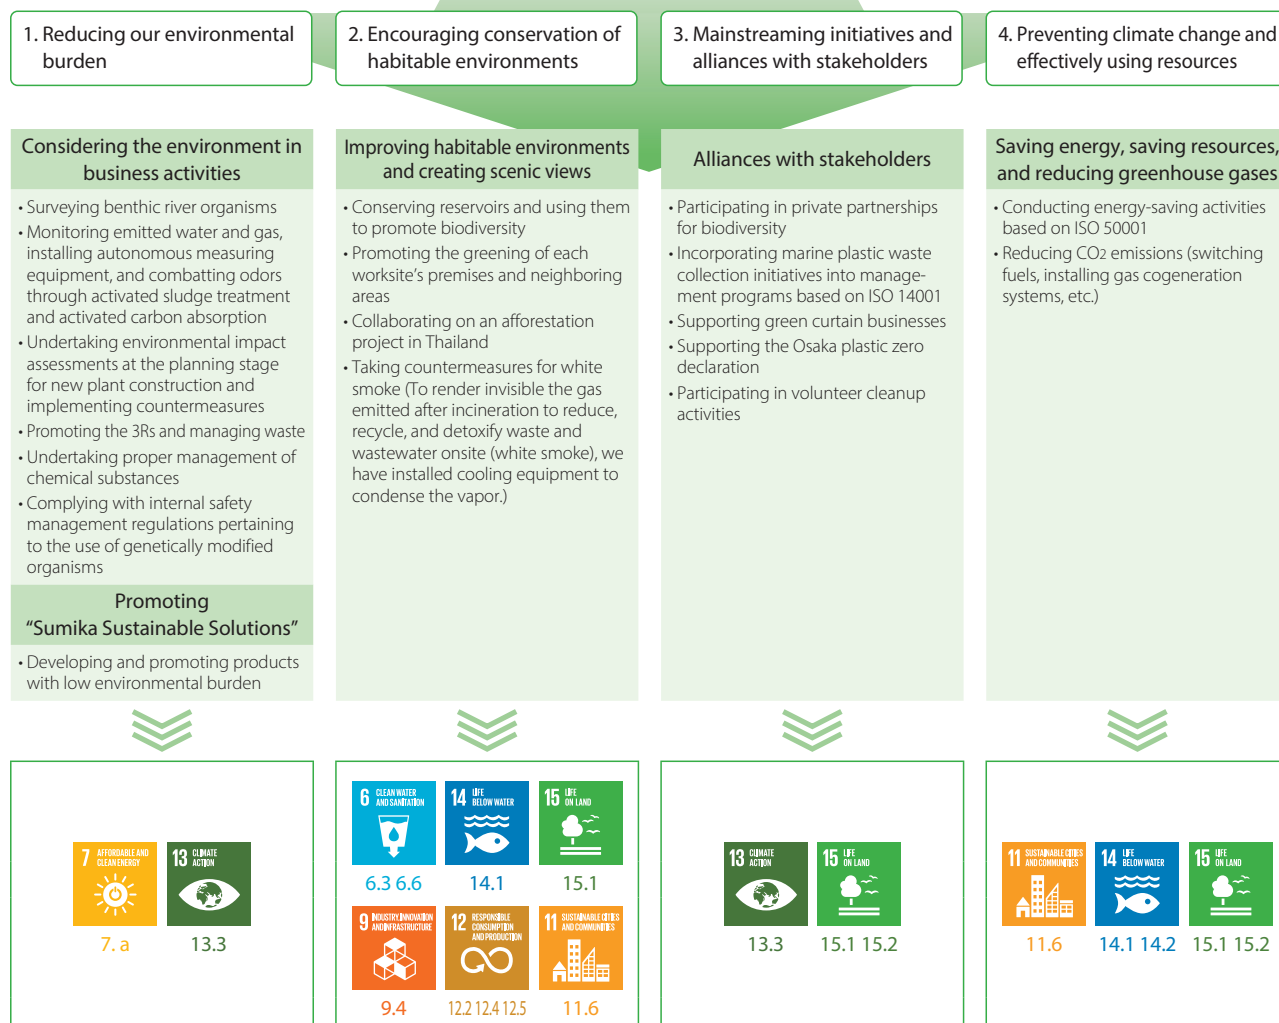 1. Reducing our environmental
burden
2. Encouraging conservation of
habitable environments
3. Mainstreaming initiatives and
alliances with stakeholders
4. Preventing climate change and
effectively using resources
Considering the environment in
business activities
• Surveying benthic river organisms
• Monitoring emitted water and gas,
installing autonomous measuring
equipment, and combatting odors
through activated sludge treatment
and activated carbon absorption
• Undertaking environmental impact
assessments at the planning stage
for new plant construction and
implementing countermeasures
• Promoting the 3Rs and managing waste
• Undertaking proper management of
chemical substances
• Complying with internal safety
management regulations pertaining
to the use of genetically modified
organisms
Promoting
“Sumika Sustainable Solutions”
• Developing and promoting products
with low environmental burden
Improving habitable environments
and creating scenic views
• Conserving reservoirs and using them
to promote biodiversity
• Promoting the greening of each
worksite’s premises and neighboring
areas
• Collaborating on an afforestation
project in Thailand
• Taking countermeasures for white
smoke (To render invisible the gas
emitted after incineration to reduce,
recycle, and detoxify waste and
wastewater onsite (white smoke), we
have installed cooling equipment to
condense the vapor.)
Alliances with stakeholders
• Participating in private partnerships
for biodiversity
• Incorporating marine plastic waste
collection initiatives into manage-
ment programs based on ISO 14001
• Supporting green curtain businesses
• Supporting the Osaka plastic zero
declaration
• Participating in volunteer cleanup
activities
Saving energy, saving resources,
and reducing greenhouse gases
• Conducting energy-saving activities
based on ISO 50001
• Reducing CO2 emissions (switching
fuels, installing gas cogeneration
systems, etc.)
7 AFFORDABLE AND
CLEAN ENERGY
7. a
13 CLIMATE
ACTION
13.3
6 CLEAN WATER
AND SANITATION
6.3 6.6
14 LIFE
BELOW WATER
14.1
15 LIFE
ON LAND
15.1
9 INDUSTRY, INNOVATION
AND INFRASTRUCTURE
9.4
12 RESPONSIBLE
CONSUMPTION
AND PRODUCTION
12.2 12.4 12.5
11 SUSTAINABLE CITIES
AND COMMUNITIES
11.6
13 CLIMATE
ACTION
13.3
15 LIFE
ON LAND
15.1 15.2
11 SUSTAINABLE CITIES
AND COMMUNITIES
11.6
14 LIFE
BELOW WATER
14.1 14.2
15 LIFE
ON LAND
15.1 15.2